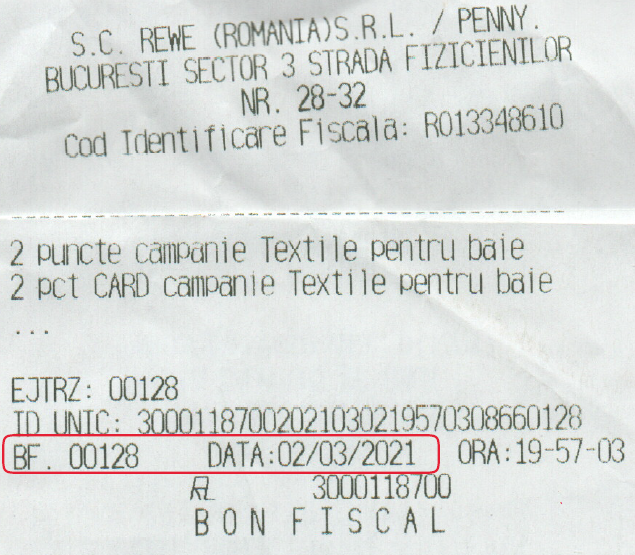 S.C. REWE (ROMANIA)S.R.L. / PENNY.
BUCURESTI SECTOR 3 STRADA FIZICIENILOR
NR. 28-32
Cod Identificare Fiscala: RO13348610
2 puncte campanie Textile pentru baie
2 pct CARD campanie Textile pentru baie
...
EJTRZ: 00128
ID UNIC: 30001187002021030219570308660128
BF. 00128 DATA:02/03/2021 ORA:19-57-03
3000118700
BON FISCAL